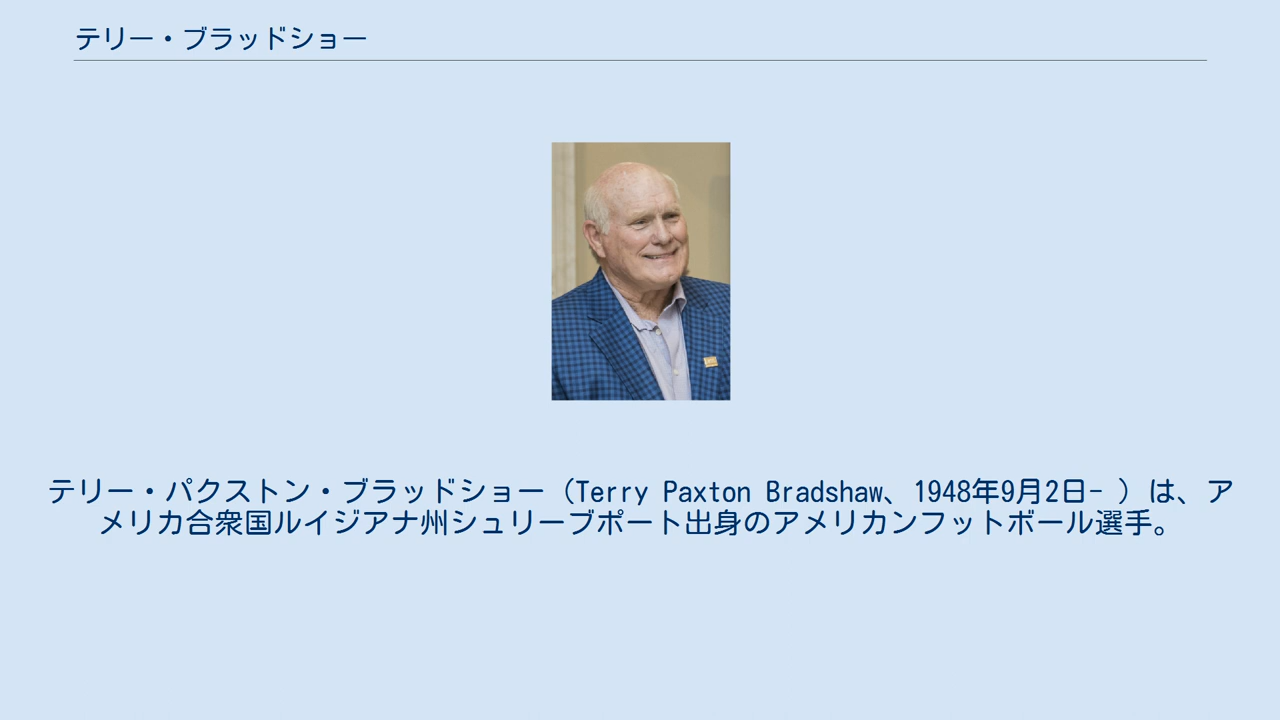 テリー・ブラッドショー
テリー・パクストン・ブラッドショー（Terry Paxton Bradshaw、1948年9月2日- ）は、ア
メリカ合衆国ルイジアナ州シュリーブポート出身のアメリカンフットボール選手。